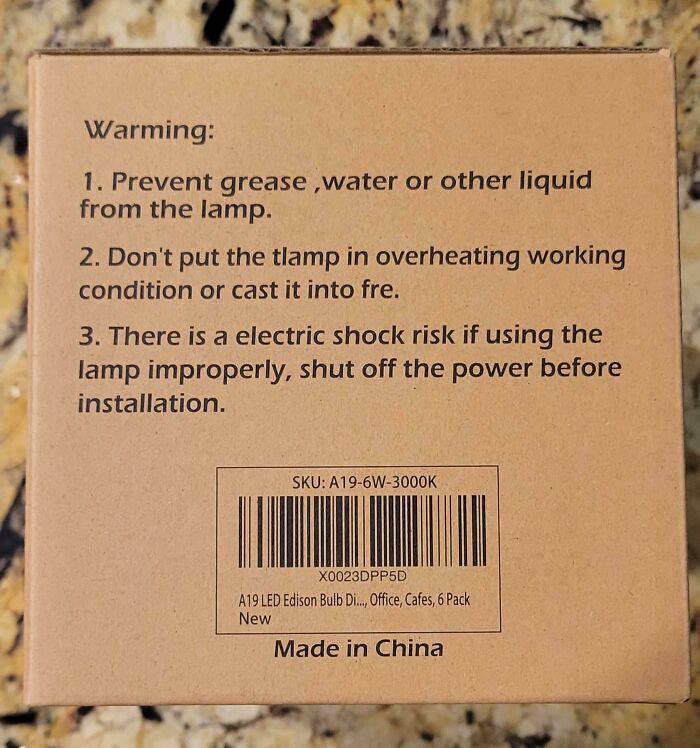 Warming:
1. Prevent grease ,water or other liquid
from the lamp.
2. Don't put the tlamp in overheating working
condition or cast it into fre.
3. There is a electric shock risk if using the
lamp improperly, shut off the power before
installation.
SKU: A19-6W-3000K
X0023DPP5D
A19 LED Edison Bulb Di..., Office, Cafes, 6 Pack
New
Made in China